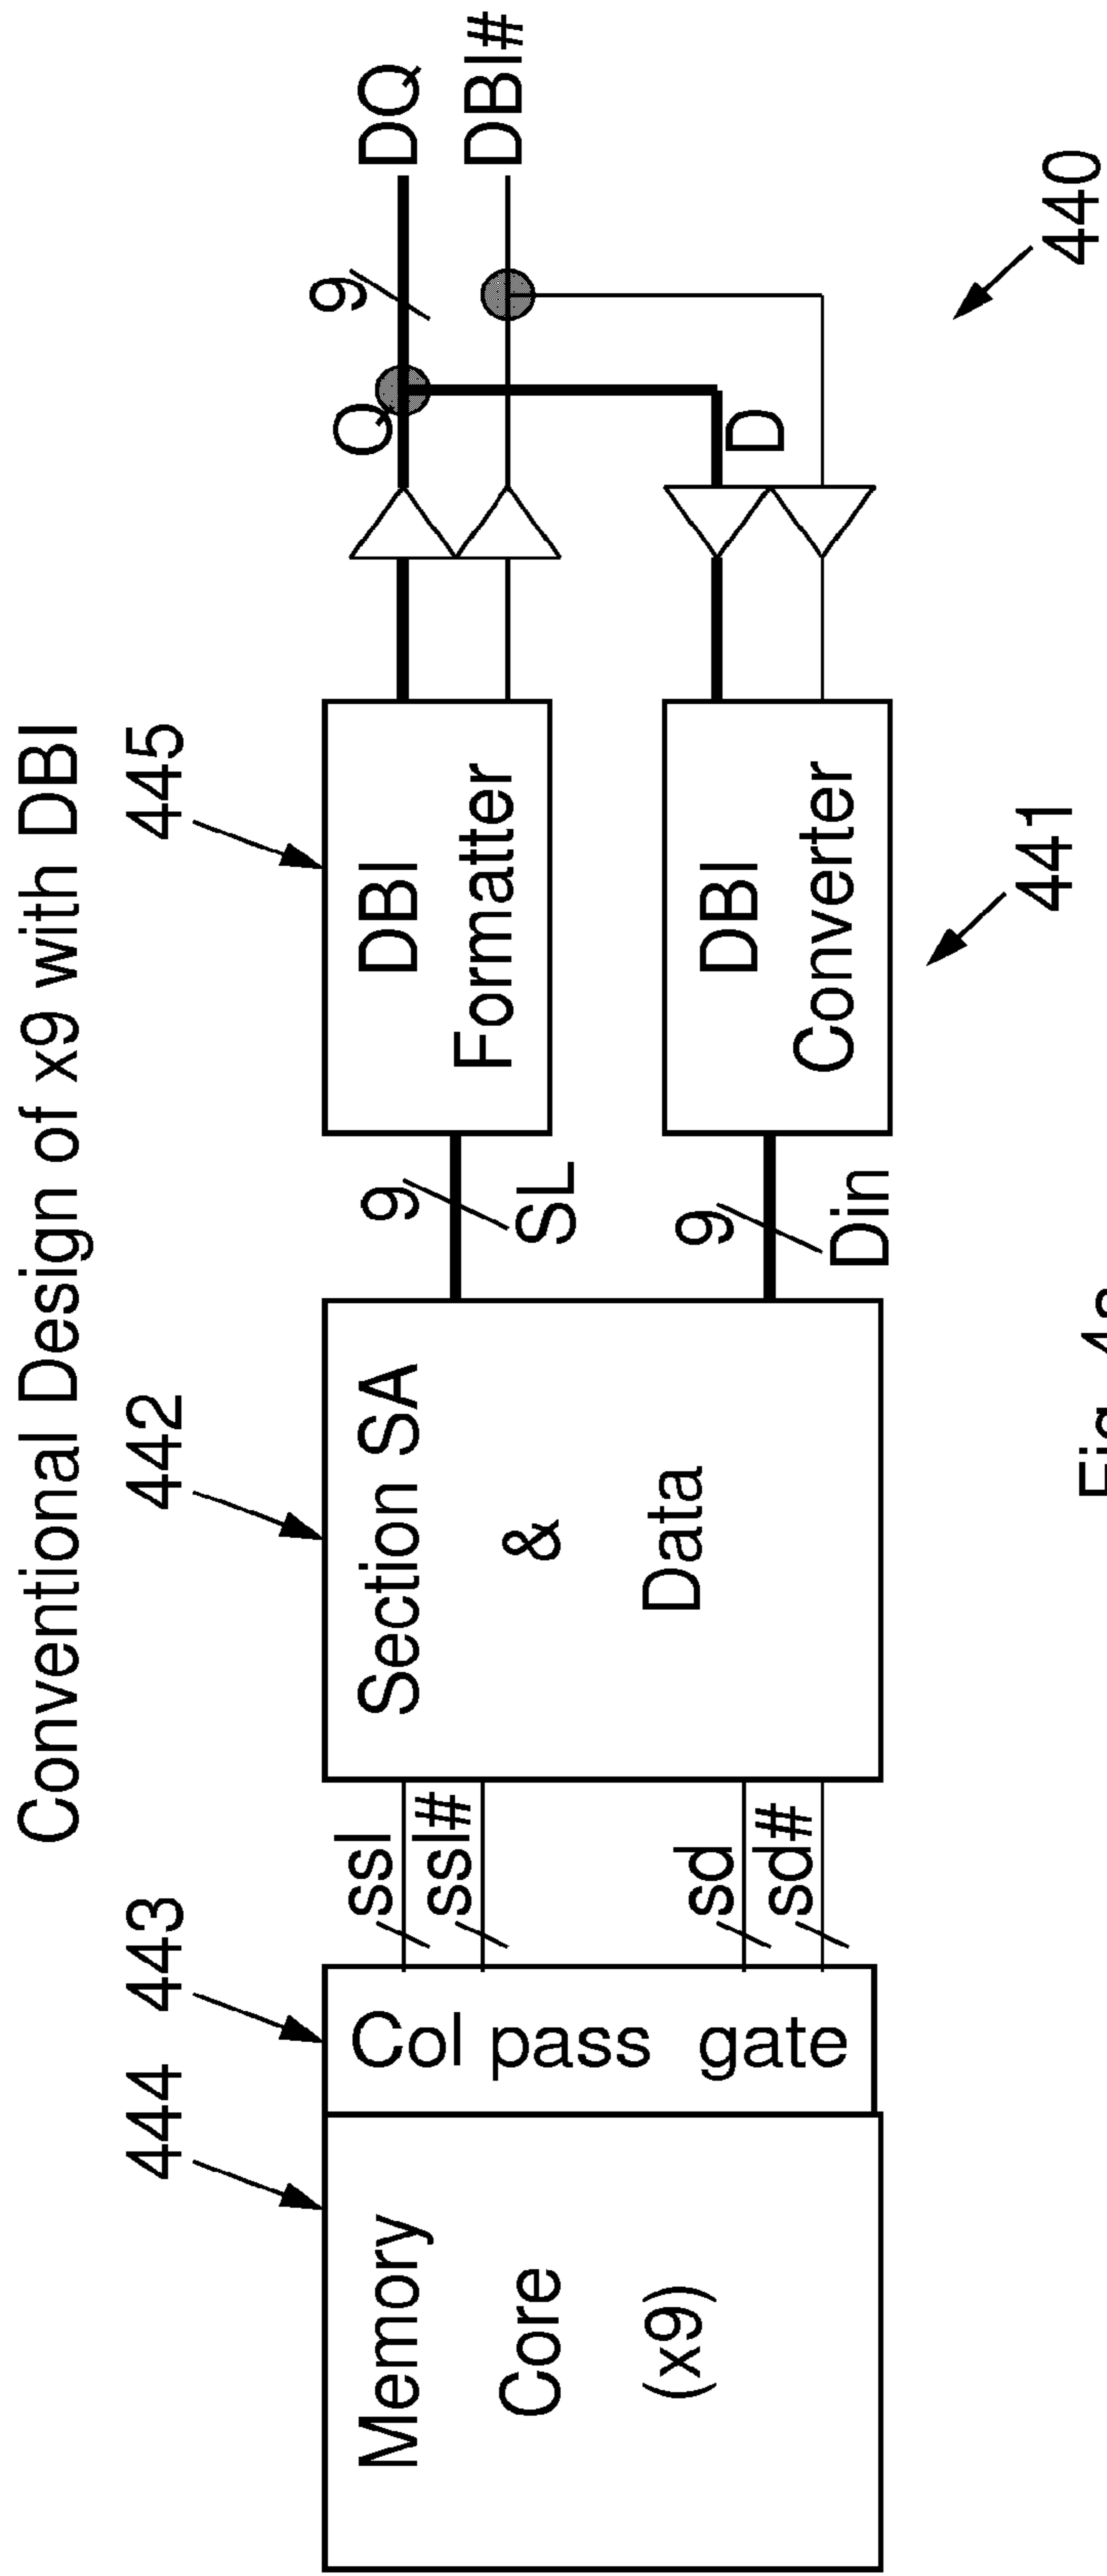 Conventional Design of x9 with DBI
444
443
442
445
Memory
Core
(x9)
Col pass gate
ssl
ssl#
sd
sd#
Section SA
&
Data
9
SL
9
Din
DBI
Formatter
DBI
Converter
Q
9
DQ
DBI#
D
441
440